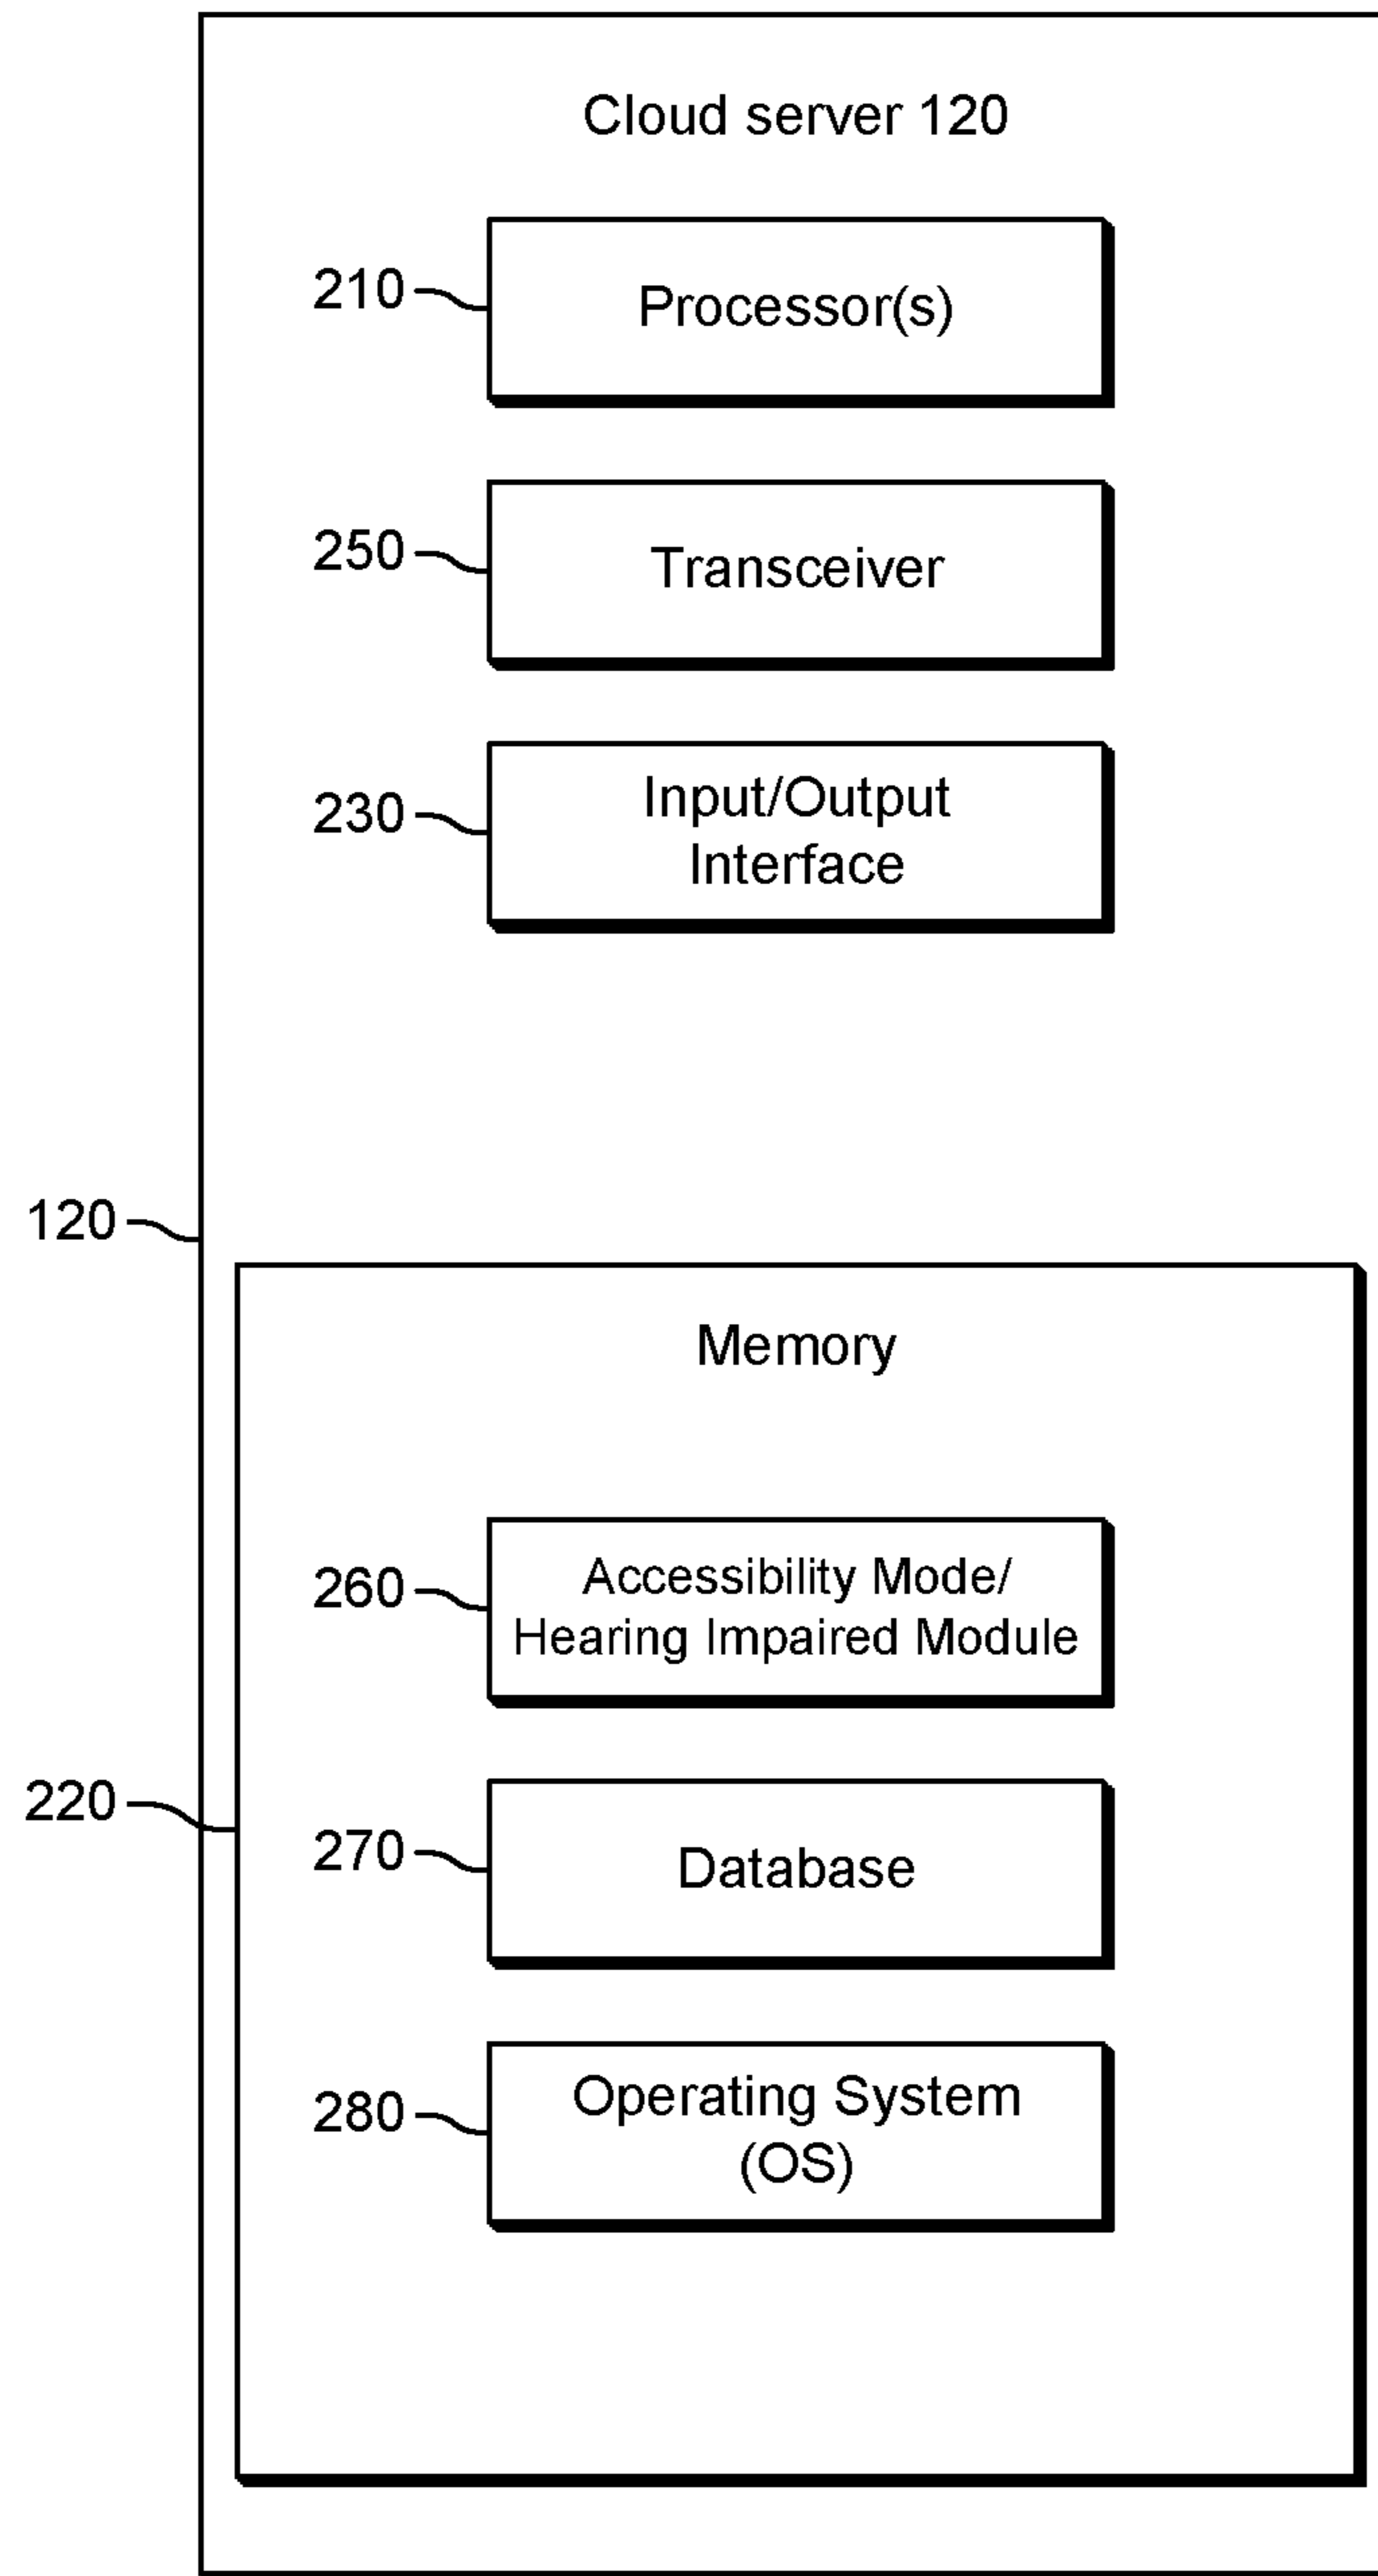 Cloud server 120
210
Processor(s)
250
Transceiver
230
Input/Output
Interface
120
Memory
260
Accessibility Mode/
Hearing Impaired Module
220
270
Database
280
Operating System
(OS)